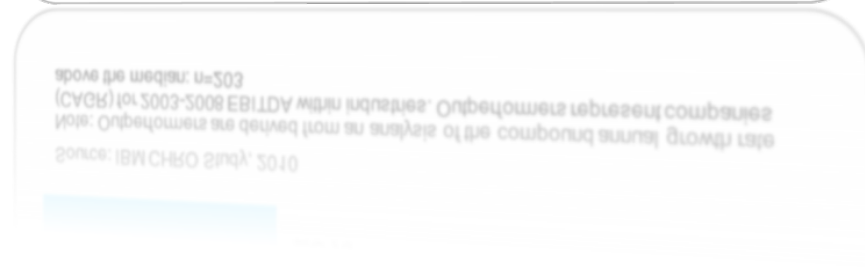 Source: IBM CHRO Study, 2010
Note: Outperformers are derived from an analysis of the compound annual growth rate
(CAGR) for 2003-2008 EBITDA within industries. Outperformers represent companies
above the median: n=203